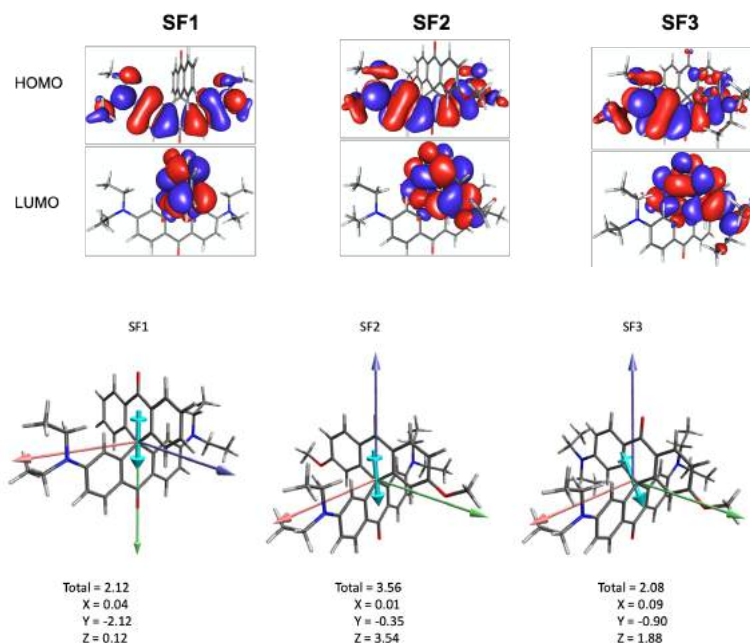 SF1 SF2 SF3
HOMO
LUMO
SF1 SF2 SF3
Total = 2.12 Total = 3.56 Total = 2.08
X = 0.04 X = 0.01 X = 0.09
Y = -2.12 Y = -0.35 Y = -0.90
Z = 0.12 Z = 3.54 Z = 1.88